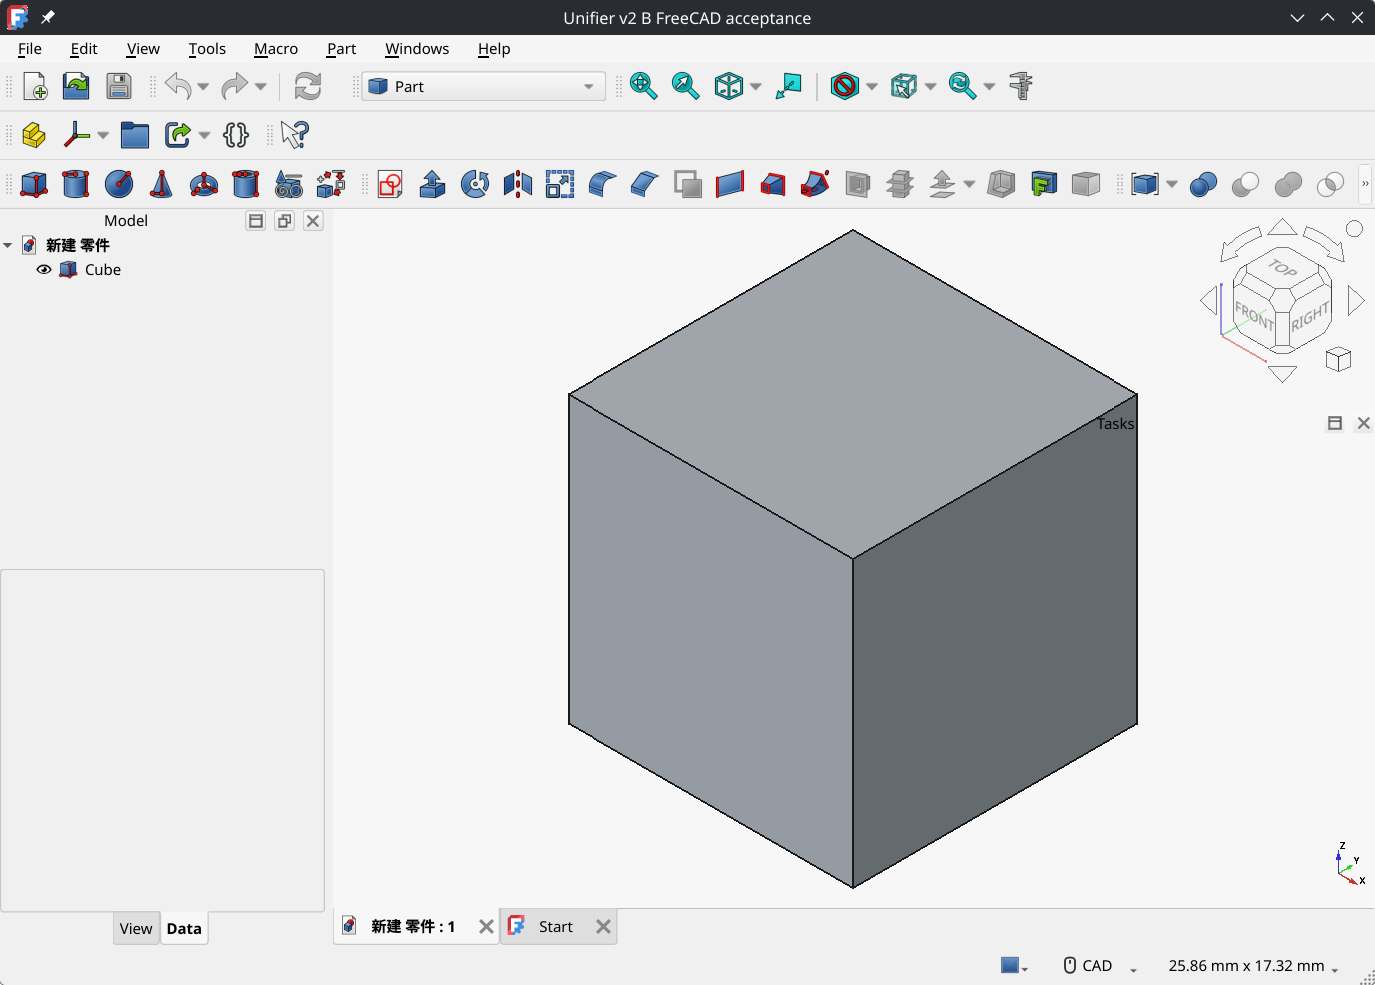 Unifier v2 B FreeCAD acceptance
File Edit View Tools Macro Part Windows Help
Part
Model
新建 零件
Cube
TOP
FRONT
RIGHT
Tasks
Z
Y
X
View
Data
新建 零件 : 1
Start
CAD
25.86 mm x 17.32 mm